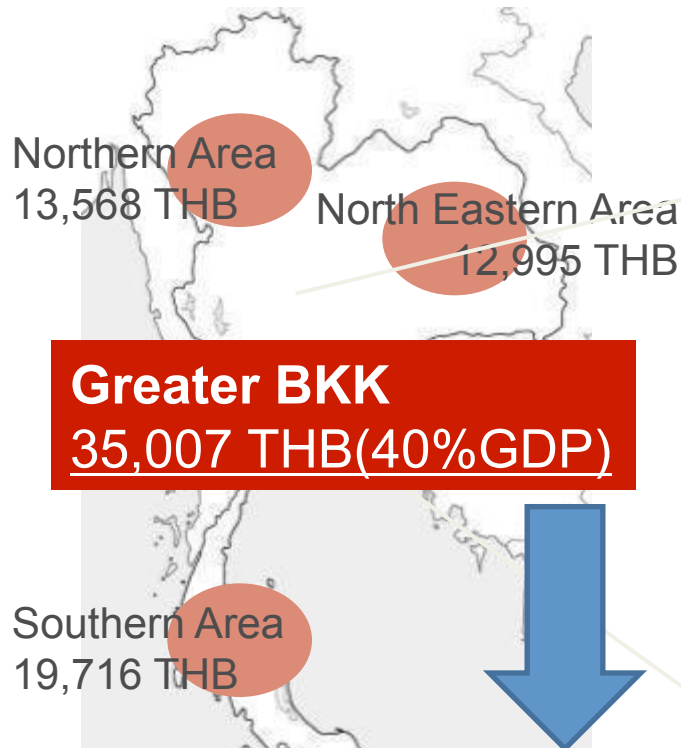 Northern Area
13,568 THB
North Eastern Area
12,995 THB
Greater BKK
35,007 THB(40%GDP)
Southern Area
19,716 THB